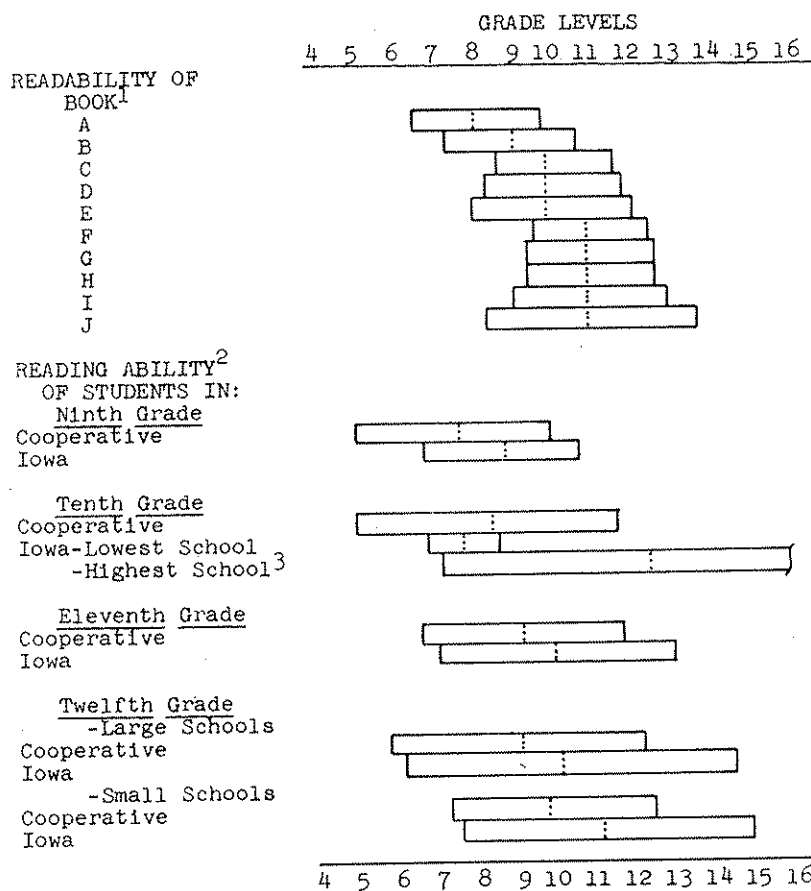 GRADE LEVELS
4 5 6 7 8 9 10 11 12 13 14 15 16
READABILITY OF
BOOK1
A
B
C
D
E
F
G
H
I
J
READING ABILITY2
OF STUDENTS IN:
Ninth Grade
Cooperative
Iowa
Tenth Grade
Cooperative
Iowa-Lowest School
-Highest School3
Eleventh Grade
Cooperative
Iowa
Twelfth Grade
-Large Schools
Cooperative
Iowa
-Small Schools
Cooperative
Iowa
4 5 6 7 8 9 10 11 12 13 14 15 16